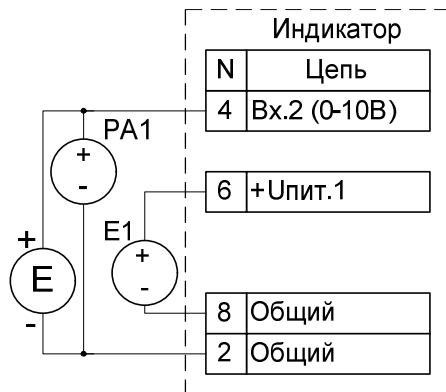 Индикатор
N Цепь
4 Вх.2 (0-10В)
PA1
+
-
6 +Uпит.1
E1
+
-
+
E
-
8 Общий
2 Общий